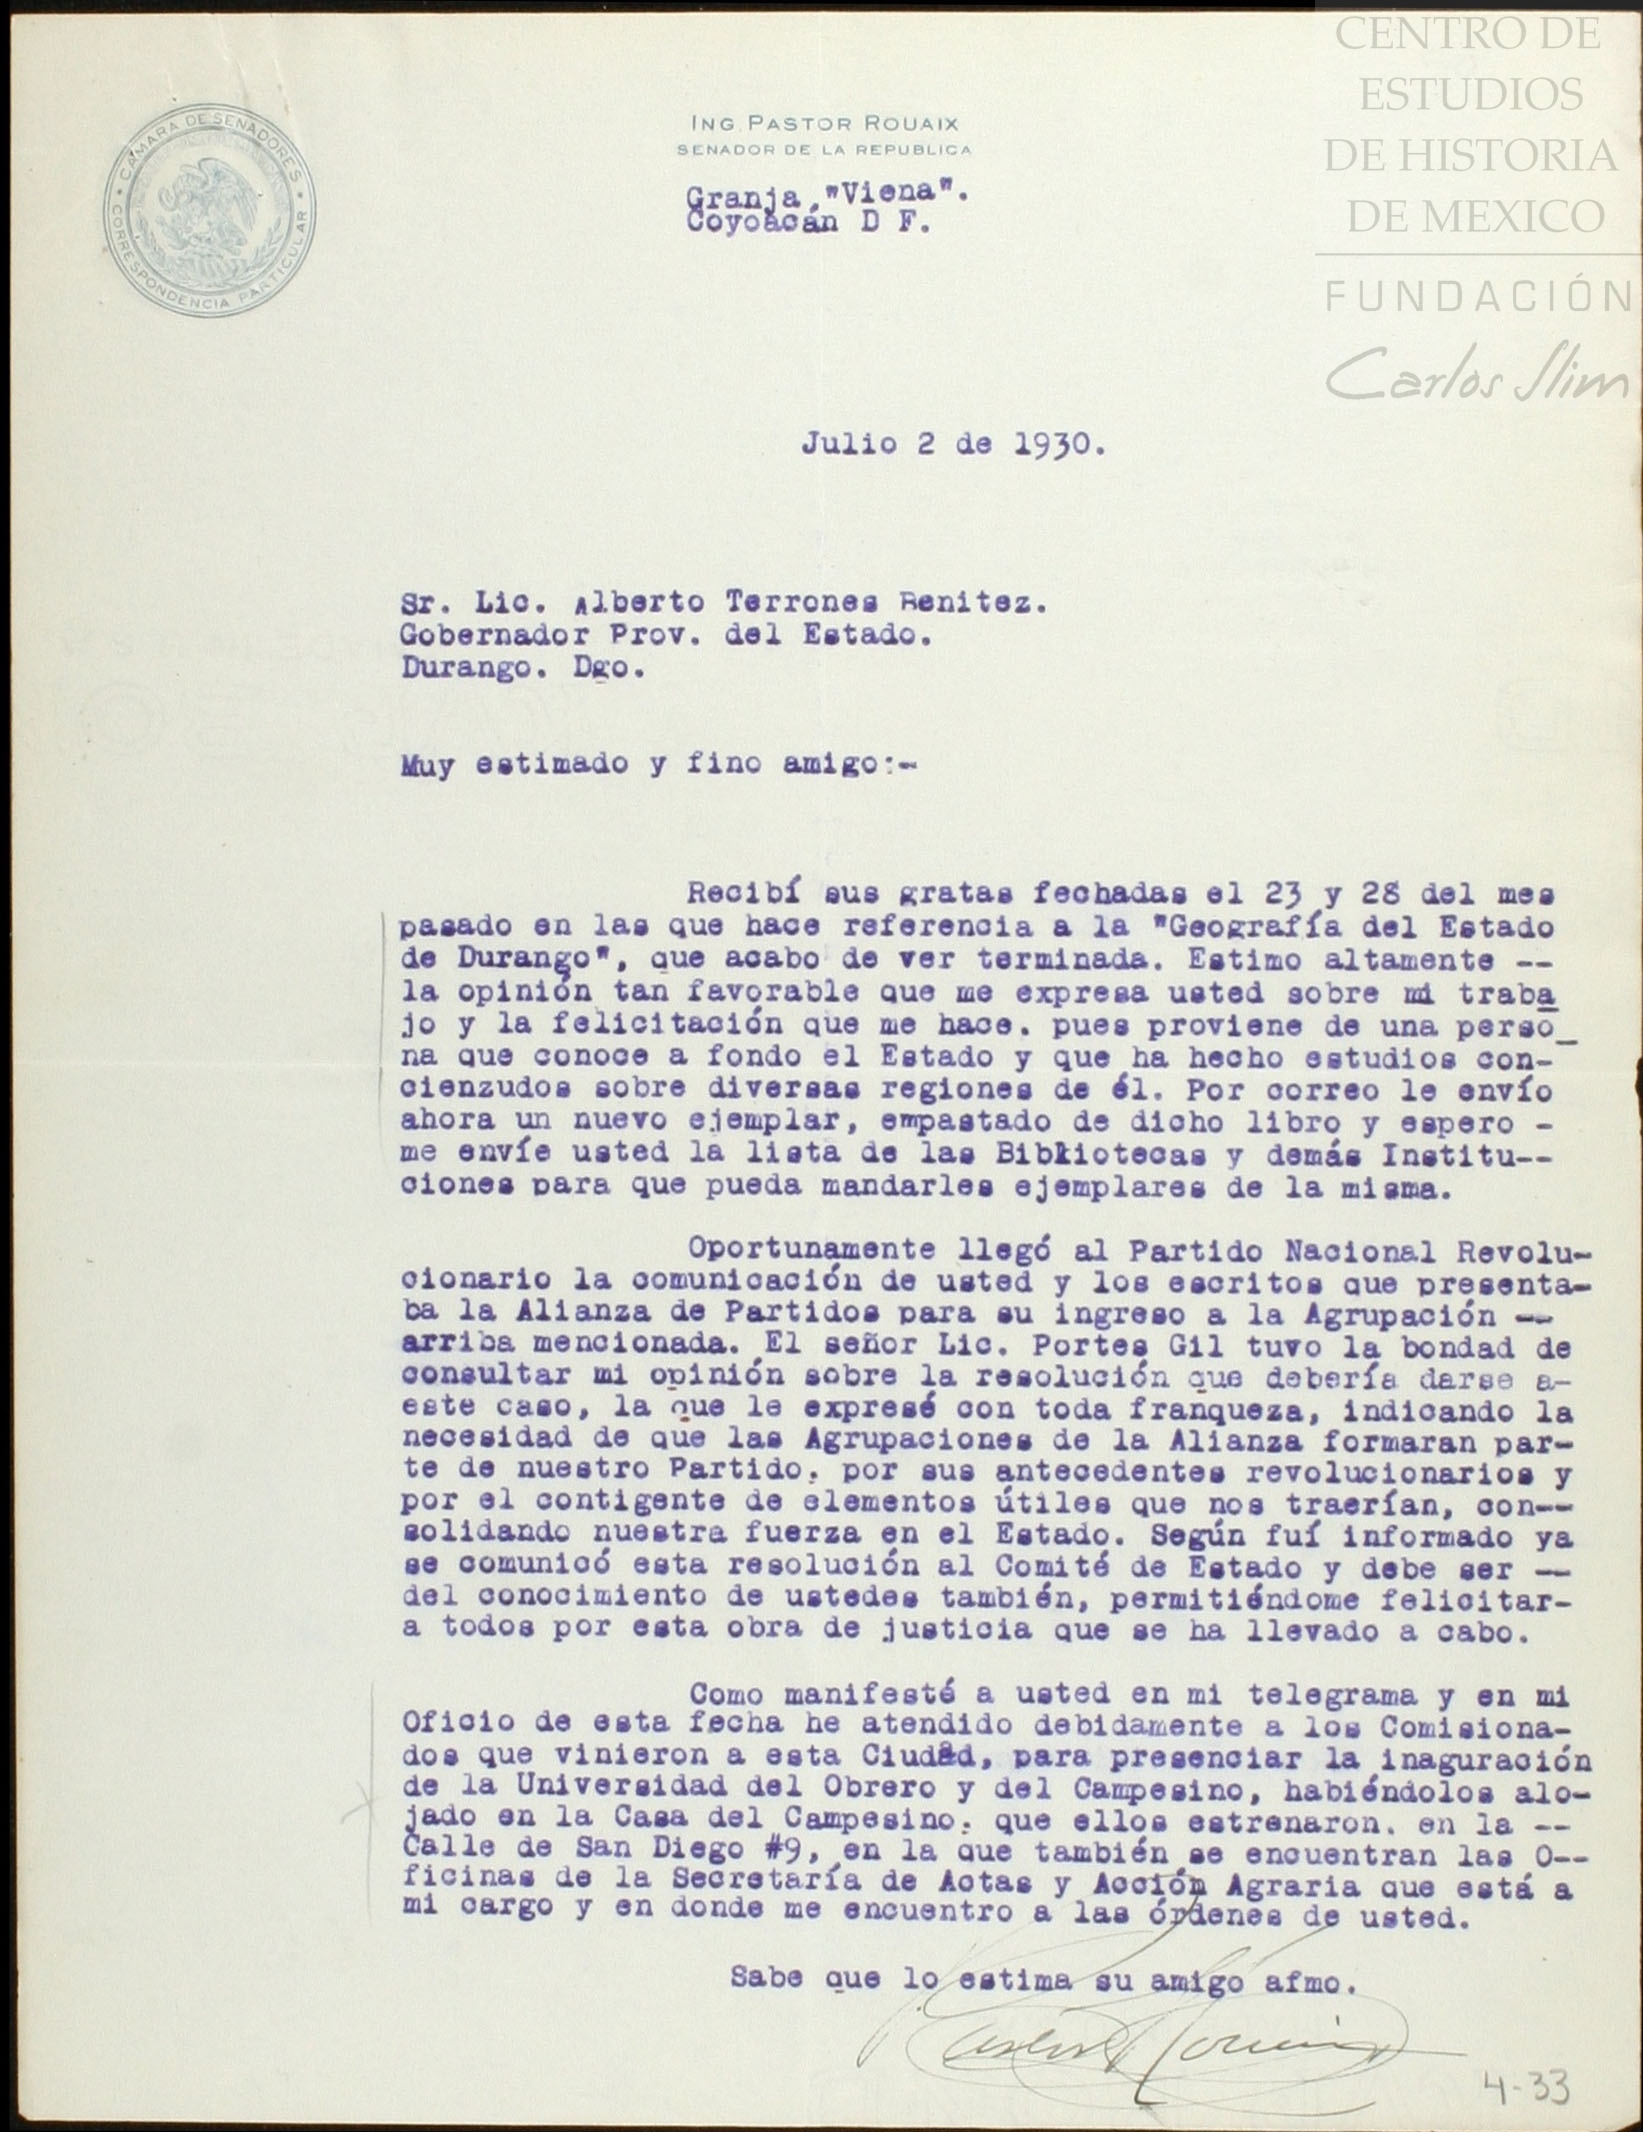 CENTRO DE
ESTUDIOS
DE HISTORIA
DE MEXICO
FUNDACIÓN
Carlos Slim
CÁMARA DE SENADORES
CORRESPONDENCIA PARTICULAR
ING. PASTOR ROUAIX
SENADOR DE LA REPUBLICA
Granja "Viena".
Coyoacán D F.
Julio 2 de 1930.
Sr. Lic. Alberto Terrones Benitez.
Gobernador Prov. del Estado.
Durango. Dgo.
Muy estimado y fino amigo:-
Recibí sus gratas fechadas el 23 y 28 del mes
pasado en las que hace referencia a la "Geografía del Estado
de Durango", que acabo de ver terminada. Estimo altamente --
la opinión tan favorable que me expresa usted sobre mi traba
jo y la felicitación que me hace. pues proviene de una perso_
na que conoce a fondo el Estado y que ha hecho estudios con-
cienzudos sobre diversas regiones de él. Por correo le envío
ahora un nuevo ejemplar, empastado de dicho libro y espero -
me envíe usted la lista de las Bibliotecas y demás Institu--
ciones para que pueda mandarles ejemplares de la misma.
Oportunamente llegó al Partido Nacional Revolu-
cionario la comunicación de usted y los escritos que presenta-
ba la Alianza de Partidos para su ingreso a la Agrupación --
arriba mencionada. El señor Lic. Portes Gil tuvo la bondad de
consultar mi opinión sobre la resolución que debería darse a-
este caso, la que le expresé con toda franqueza, indicando la
necesidad de que las Agrupaciones de la Alianza formaran par-
te de nuestro Partido, por sus antecedentes revolucionarios y
por el contigente de elementos útiles que nos traerían, con--
solidando nuestra fuerza en el Estado. Según fuí informado ya
se comunicó esta resolución al Comité de Estado y debe ser --
del conocimiento de ustedes también, permitiéndome felicitar-
a todos por esta obra de justicia que se ha llevado a cabo.
Como manifesté a usted en mi telegrama y en mi
Oficio de esta fecha he atendido debidamente a los Comisiona-
dos que vinieron a esta Ciudad, para presenciar la inaguración
de la Universidad del Obrero y del Campesino, habiéndolos alo-
jado en la Casa del Campesino. que ellos estrenaron. en la --
Calle de San Diego #9, en la que también se encuentran las O--
ficinas de la Secretaría de Actas y Acción Agraria que está a
mi cargo y en donde me encuentro a las órdenes de usted.
Sabe que lo estima su amigo afmo.
Pastor Rouaix
4-33